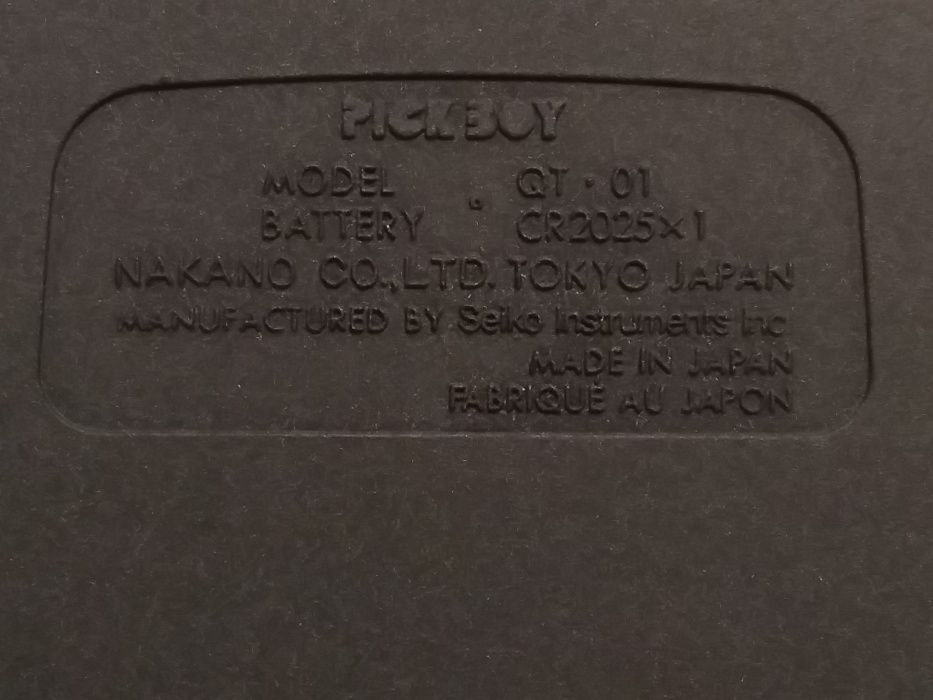 PICKBOY
MODEL QT・01
BATTERY CR2025×1
NAKANO CO.,LTD. TOKYO JAPAN
MANUFACTURED BY Seiko Instruments Inc
MADE IN JAPAN
FABRIQUÉ AU JAPON